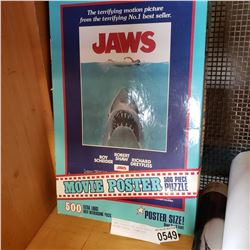 The terrifying motion picture
from the terrifying No.1 best seller.
JAWS
ROY
SCHEIDER
ROBERT
SHAW
RICHARD
DREYFUSS
JAWS
MOVIE POSTER
500 PIECE
PUZZLE
500
POSTER SIZE!
0549